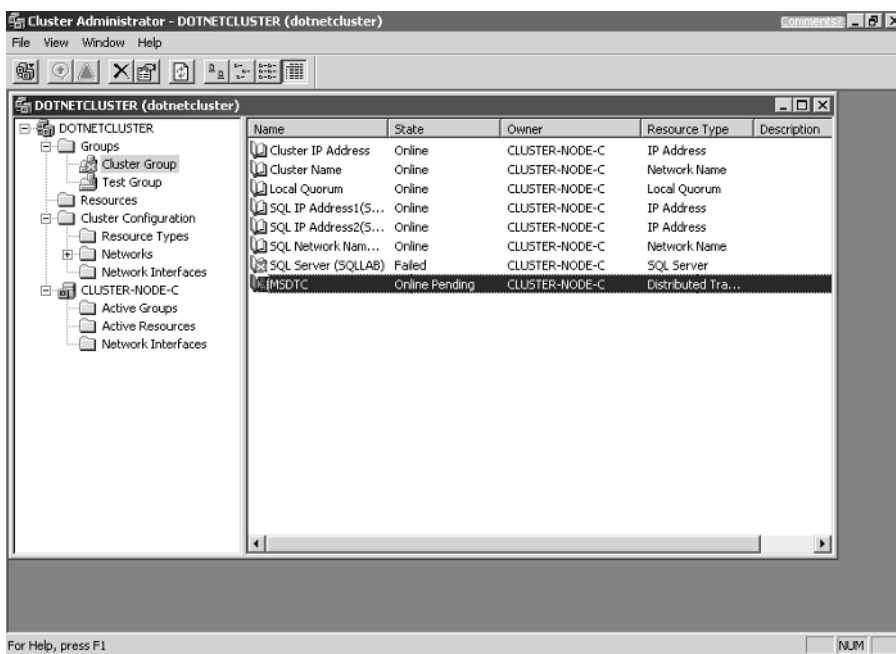 Cluster Administrator - DOTNETCLUSTER (dotnetcluster)
Comments?
File View Window Help
DOTNETCLUSTER (dotnetcluster)
DOTNETCLUSTER
Groups
Cluster Group
Test Group
Resources
Cluster Configuration
Resource Types
Networks
Network Interfaces
CLUSTER-NODE-C
Active Groups
Active Resources
Network Interfaces
Name State Owner Resource Type Description
Cluster IP Address Online CLUSTER-NODE-C IP Address
Cluster Name Online CLUSTER-NODE-C Network Name
Local Quorum Online CLUSTER-NODE-C Local Quorum
SQL IP Address1(S... Online CLUSTER-NODE-C IP Address
SQL IP Address2(S... Online CLUSTER-NODE-C IP Address
SQL Network Nam... Online CLUSTER-NODE-C Network Name
SQL Server (SQLLAB) Failed CLUSTER-NODE-C SQL Server
MSDTC Online Pending CLUSTER-NODE-C Distributed Tra...
For Help, press F1
NUM